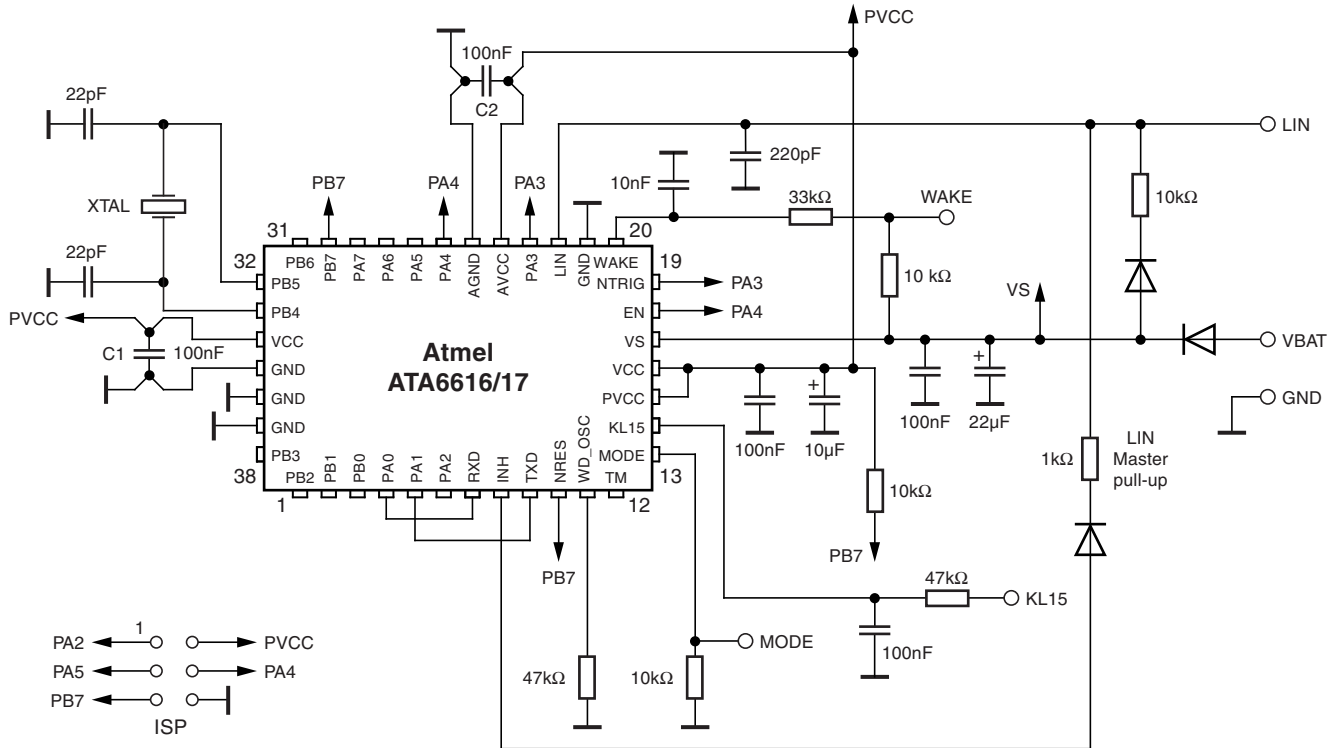 PVCC
100nF
C2
22pF
XTAL
22pF
PVCC
C1
100nF
LIN
220pF
10nF
33kΩ
WAKE
10kΩ
10 kΩ
VS
VBAT
GND
PB7
PA4
PA3
31
20
32
19
38
1
13
12
PB6
PB7
PA7
PA6
PA5
PA4
AGND
AVCC
PA3
LIN
GND
WAKE
PB5
PB4
VCC
GND
GND
GND
PB3
NTRIG
EN
VS
VCC
PVCC
KL15
MODE
Atmel
ATA6616/17
PB2
PB1
PB0
PA0
PA1
PA2
RXD
INH
TXD
NRES
WD_OSC
TM
PA3
PA4
+
+
100nF
22µF
100nF
10µF
1kΩ
LIN
Master
pull-up
10kΩ
PB7
PB7
47kΩ
KL15
100nF
MODE
47kΩ
10kΩ
1
PA2
PVCC
PA5
PA4
PB7
ISP